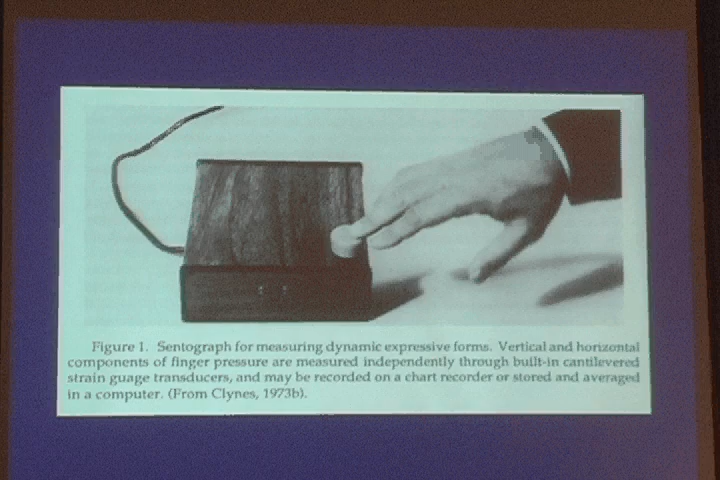 Figure 1. Sentograph for measuring dynamic expressive forms. Vertical and horizontal
components of finger pressure are measured independently through built-in cantilevered
strain guage transducers, and may be recorded on a chart recorder or stored and averaged
in a computer. (From Clynes, 1973b).